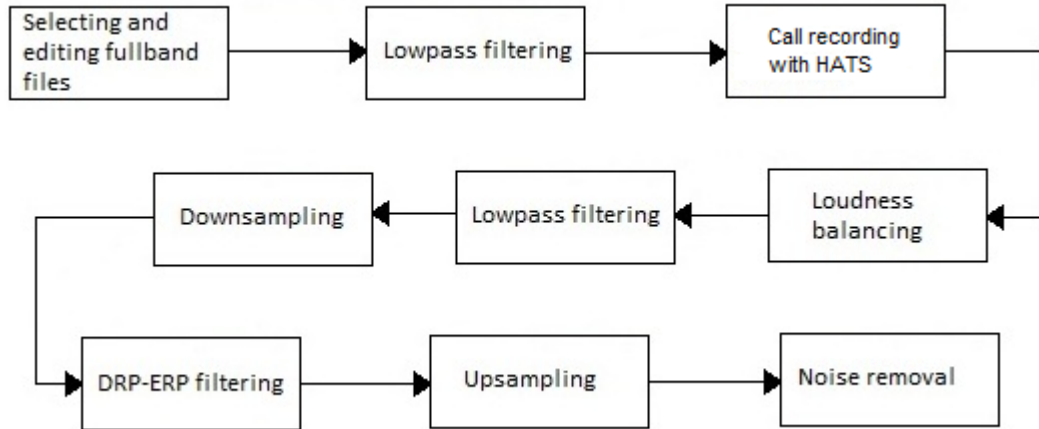 Selecting and
editing fullband
files
Lowpass filtering
Call recording
with HATS
Loudness
balancing
Lowpass filtering
Downsampling
DRP-ERP filtering
Upsampling
Noise removal